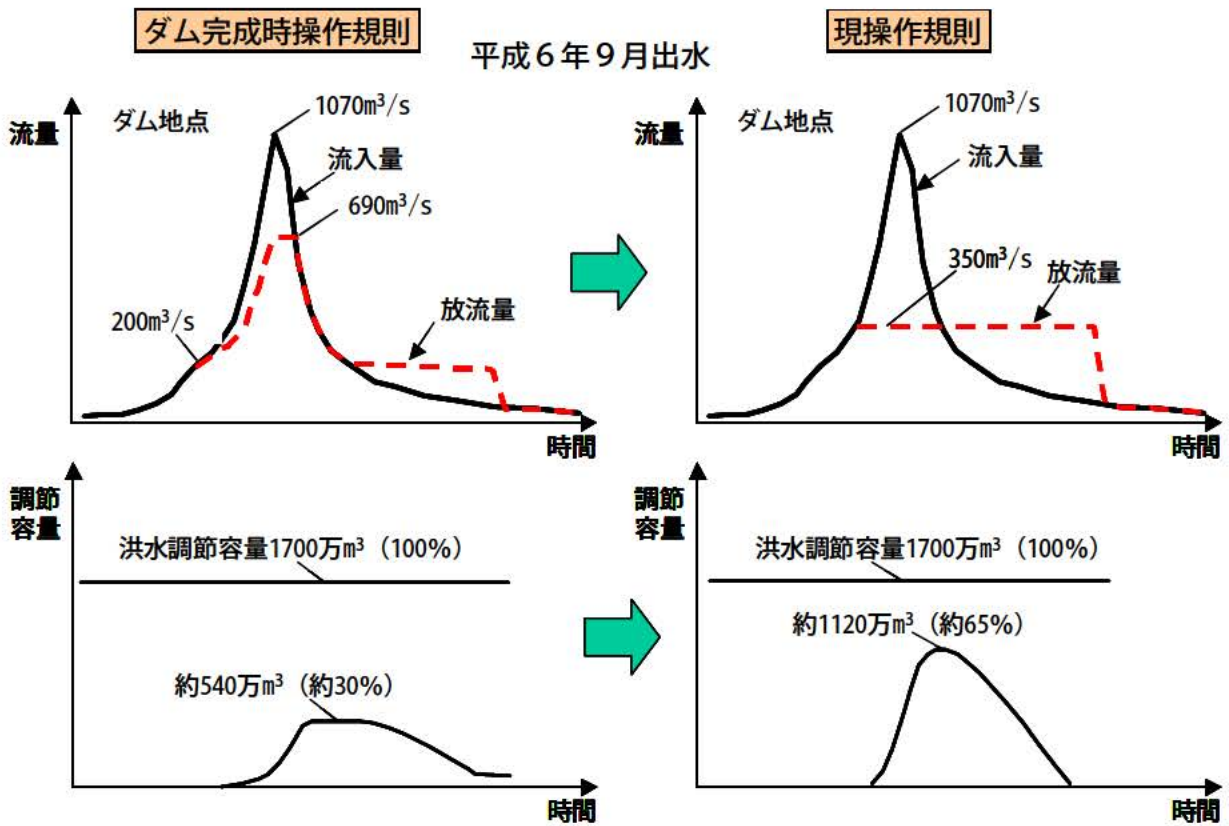 ダム完成時操作規則
現操作規則
平成6年9月出水
流量
ダム地点
1070m³/s
流入量
690m³/s
200m³/s
放流量
時間
流量
ダム地点
1070m³/s
流入量
350m³/s
放流量
時間
調節
容量
洪水調節容量1700万m³（100%）
約540万m³（約30%）
時間
調節
容量
洪水調節容量1700万m³（100%）
約1120万m³（約65%）
時間